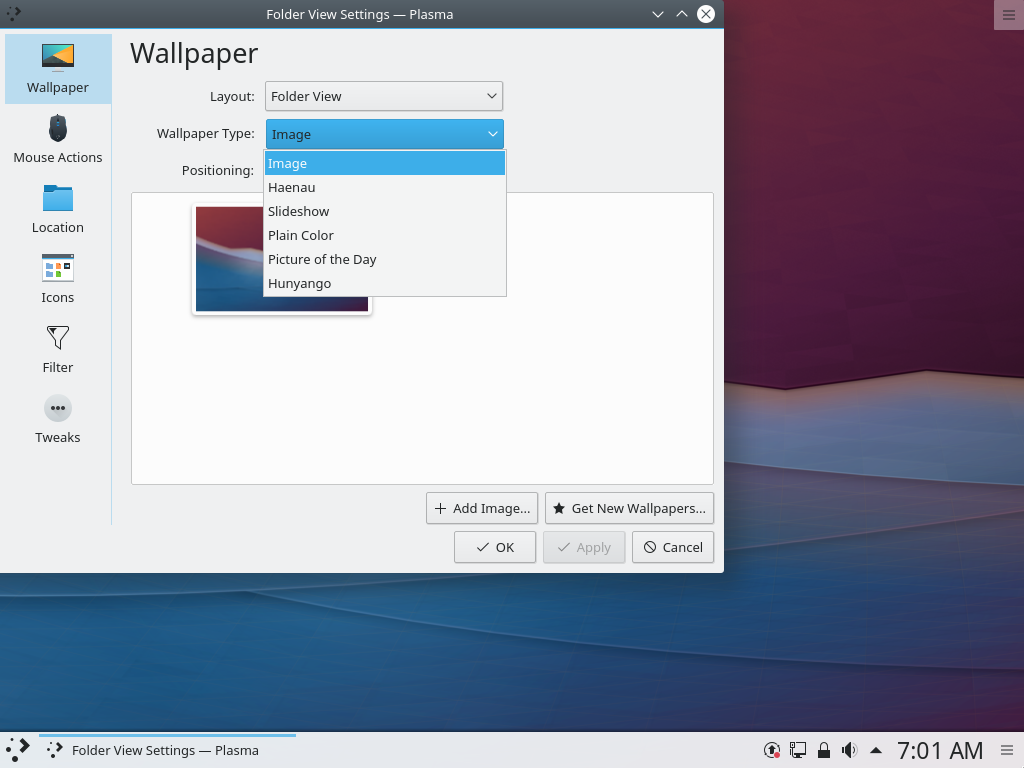 Folder View Settings — Plasma
Wallpaper
Mouse Actions
Location
Icons
Filter
Tweaks
Wallpaper
Layout: Folder View
Wallpaper Type: Image
Positioning:
Image
Haenau
Slideshow
Plain Color
Picture of the Day
Hunyango
Add Image...
Get New Wallpapers...
OK
Apply
Cancel
Folder View Settings — Plasma
7:01 AM